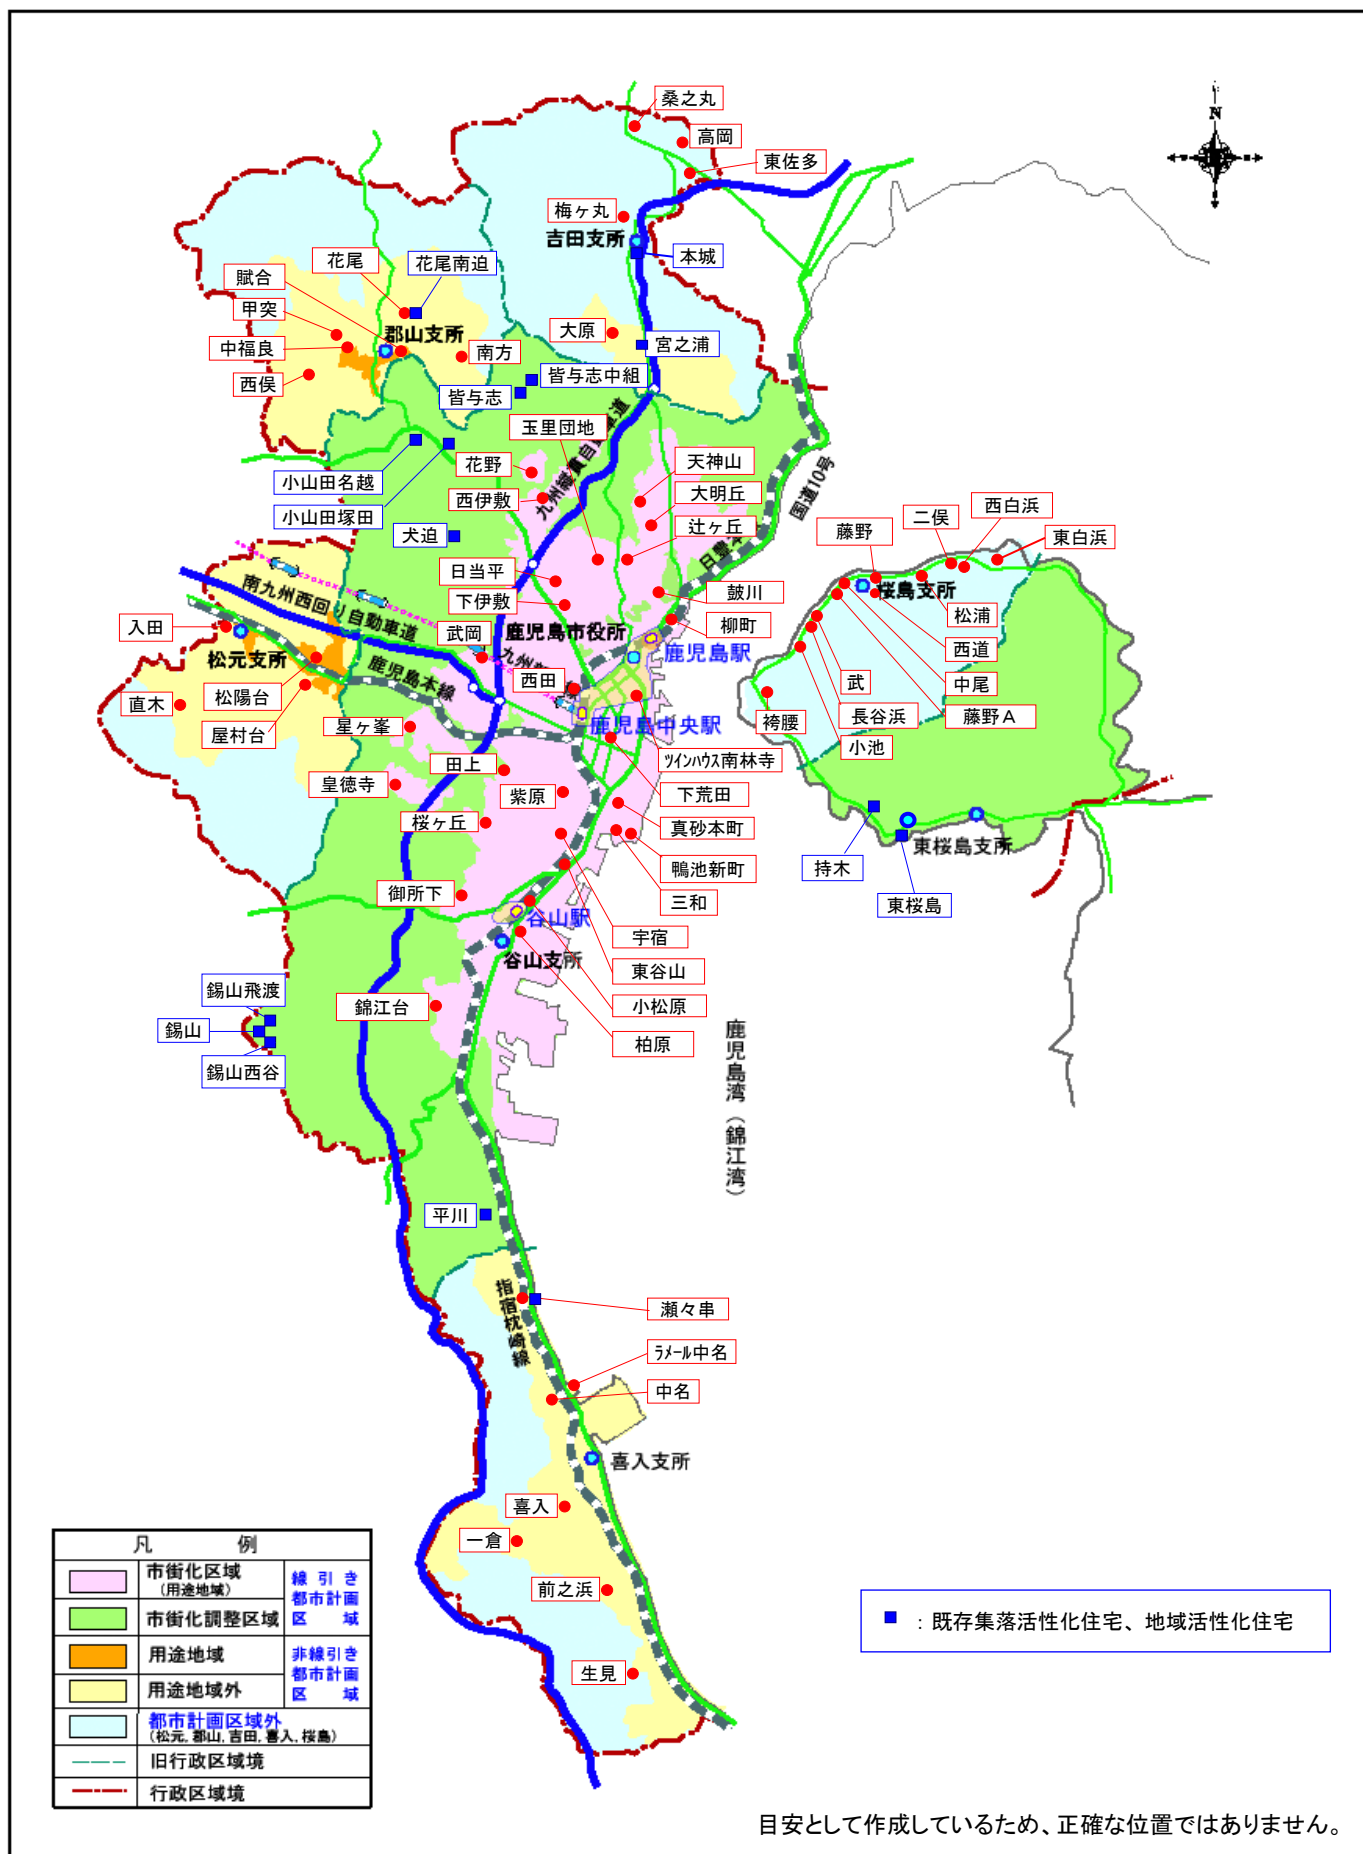 桑之丸
N
高岡
東佐多
梅ヶ丸
吉田支所
本城
花尾
花尾南迫
賦合
甲突
郡山支所
大原
宮之浦
中福良
南方
西俣
皆与志中組
皆与志
九州縦貫自動車道
玉里団地
天神山
国道10号
花野
小山田名越
西伊敷
大明丘
小山田塚田
犬迫
辻ヶ丘
日豊本
二俣
西白浜
藤野
東白浜
日当平
桜島支所
南九州西回り自動車道
下伊敷
皷川
松浦
入田
武岡
鹿児島市役所
柳町
松元支所
鹿児島駅
西道
鹿児島本線
九州新
線
西田
武
中尾
直木
松陽台
長谷浜
藤野A
屋村台
星ヶ峯
鹿児島中央駅
袴腰
小池
田上
ツインハウス南林寺
皇徳寺
紫原
下荒田
桜ヶ丘
真砂本町
東桜島支所
持木
鴨池新町
御所下
三和
東桜島
谷山駅
宇宿
谷山支所
東谷山
錫山飛渡
錦江台
小松原
錫山
柏原
錫山西谷
鹿児島湾(錦江湾)
平川
指宿枕崎線
瀬々串
ラメール中名
中名
喜入支所
喜入
一倉
前之浜
生見
凡 例
市街化区域
(用途地域)
線引き
都市計画
区 域
市街化調整区域
用途地域
非線引き
都市計画
区 域
用途地域外
都市計画区域外
(松元, 郡山, 吉田, 喜入, 桜島)
旧行政区域境
行政区域境
:既存集落活性化住宅、地域活性化住宅
目安として作成しているため、正確な位置ではありません。